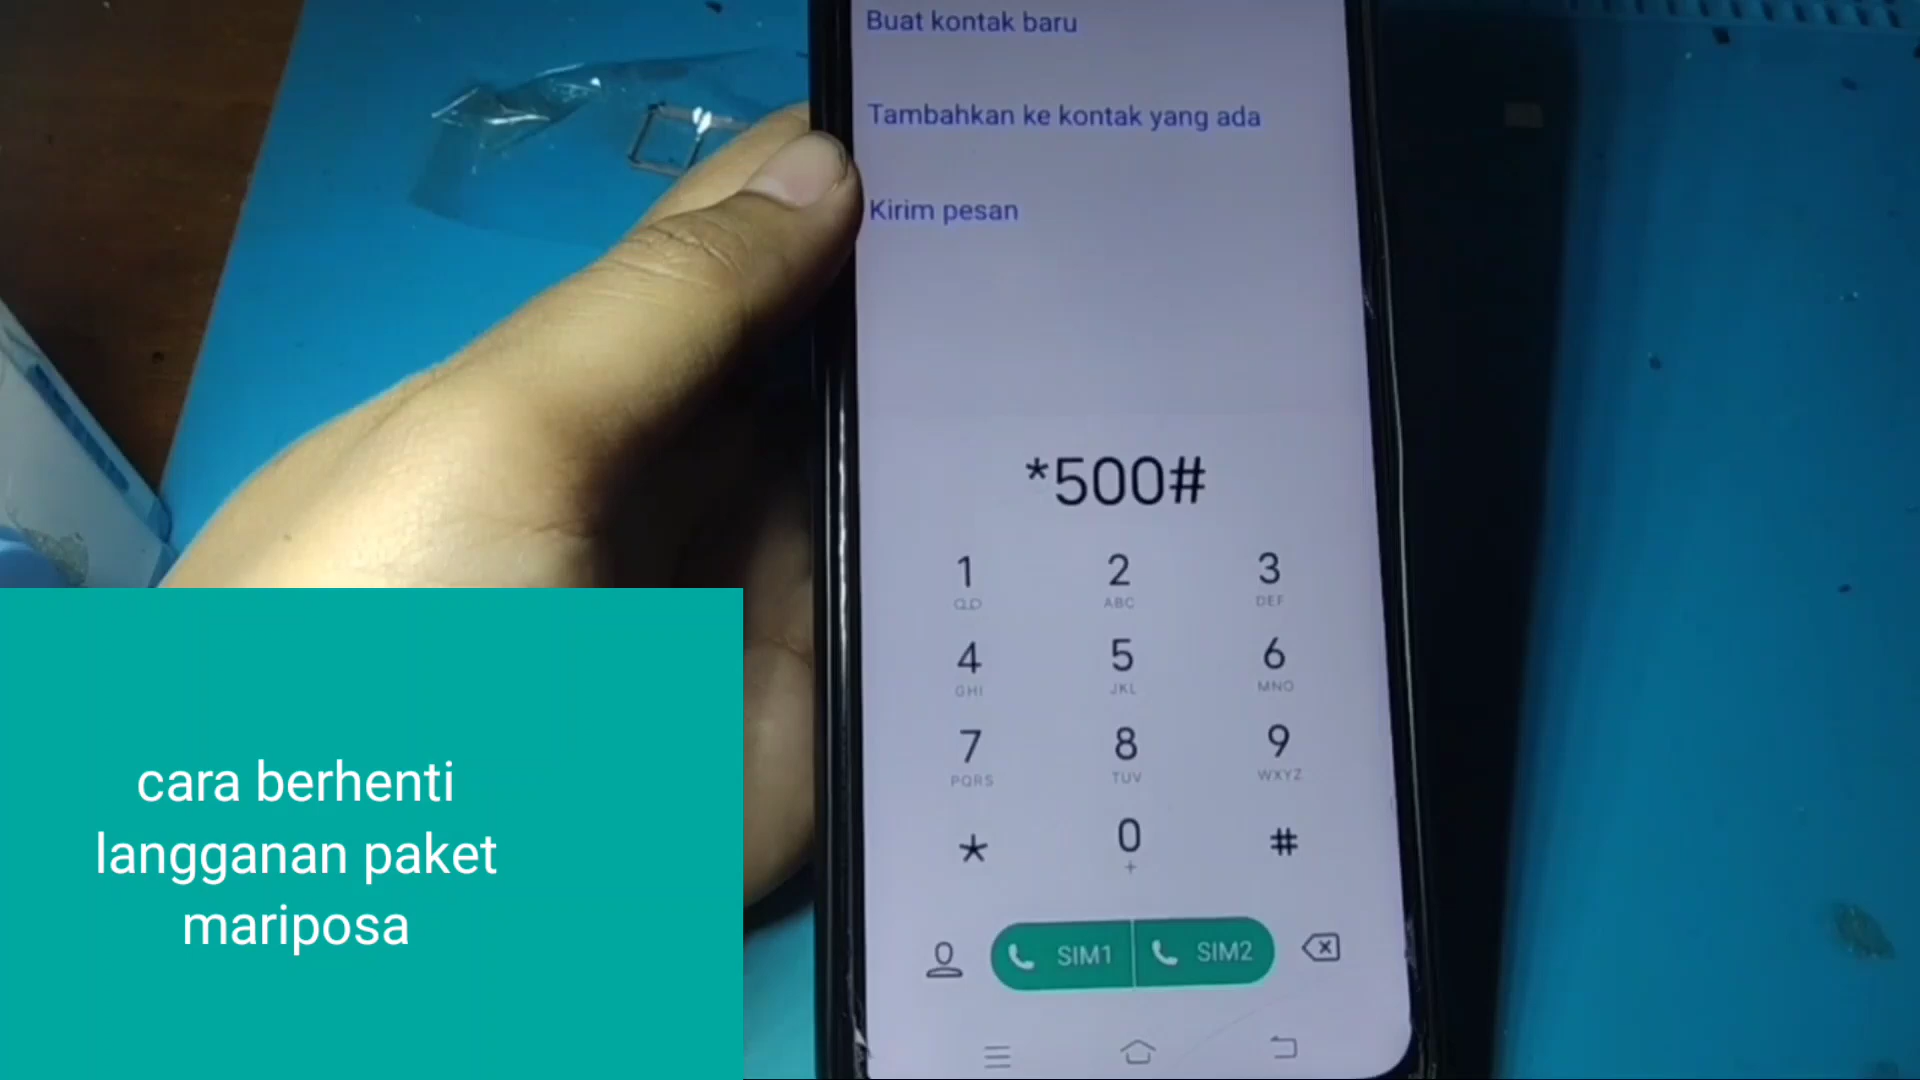 Buat kontak baru
Tambahkan ke kontak yang ada
Kirim pesan
*500#
1 2 3
ABC DEF
4 5 6
GHI JKL MNO
7 8 9
PQRS TUV WXYZ
* 0 #
+
SIM1 SIM2
cara berhenti
langganan paket
mariposa